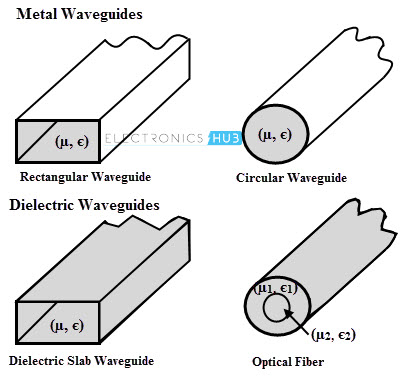 Metal Waveguides
(μ, ϵ)
(μ, ϵ)
ELECTRONICS HUB
Rectangular Waveguide
Circular Waveguide
Dielectric Waveguides
(μ1, ϵ1)
(μ, ϵ)
(μ2, ϵ2)
Dielectric Slab Waveguide
Optical Fiber